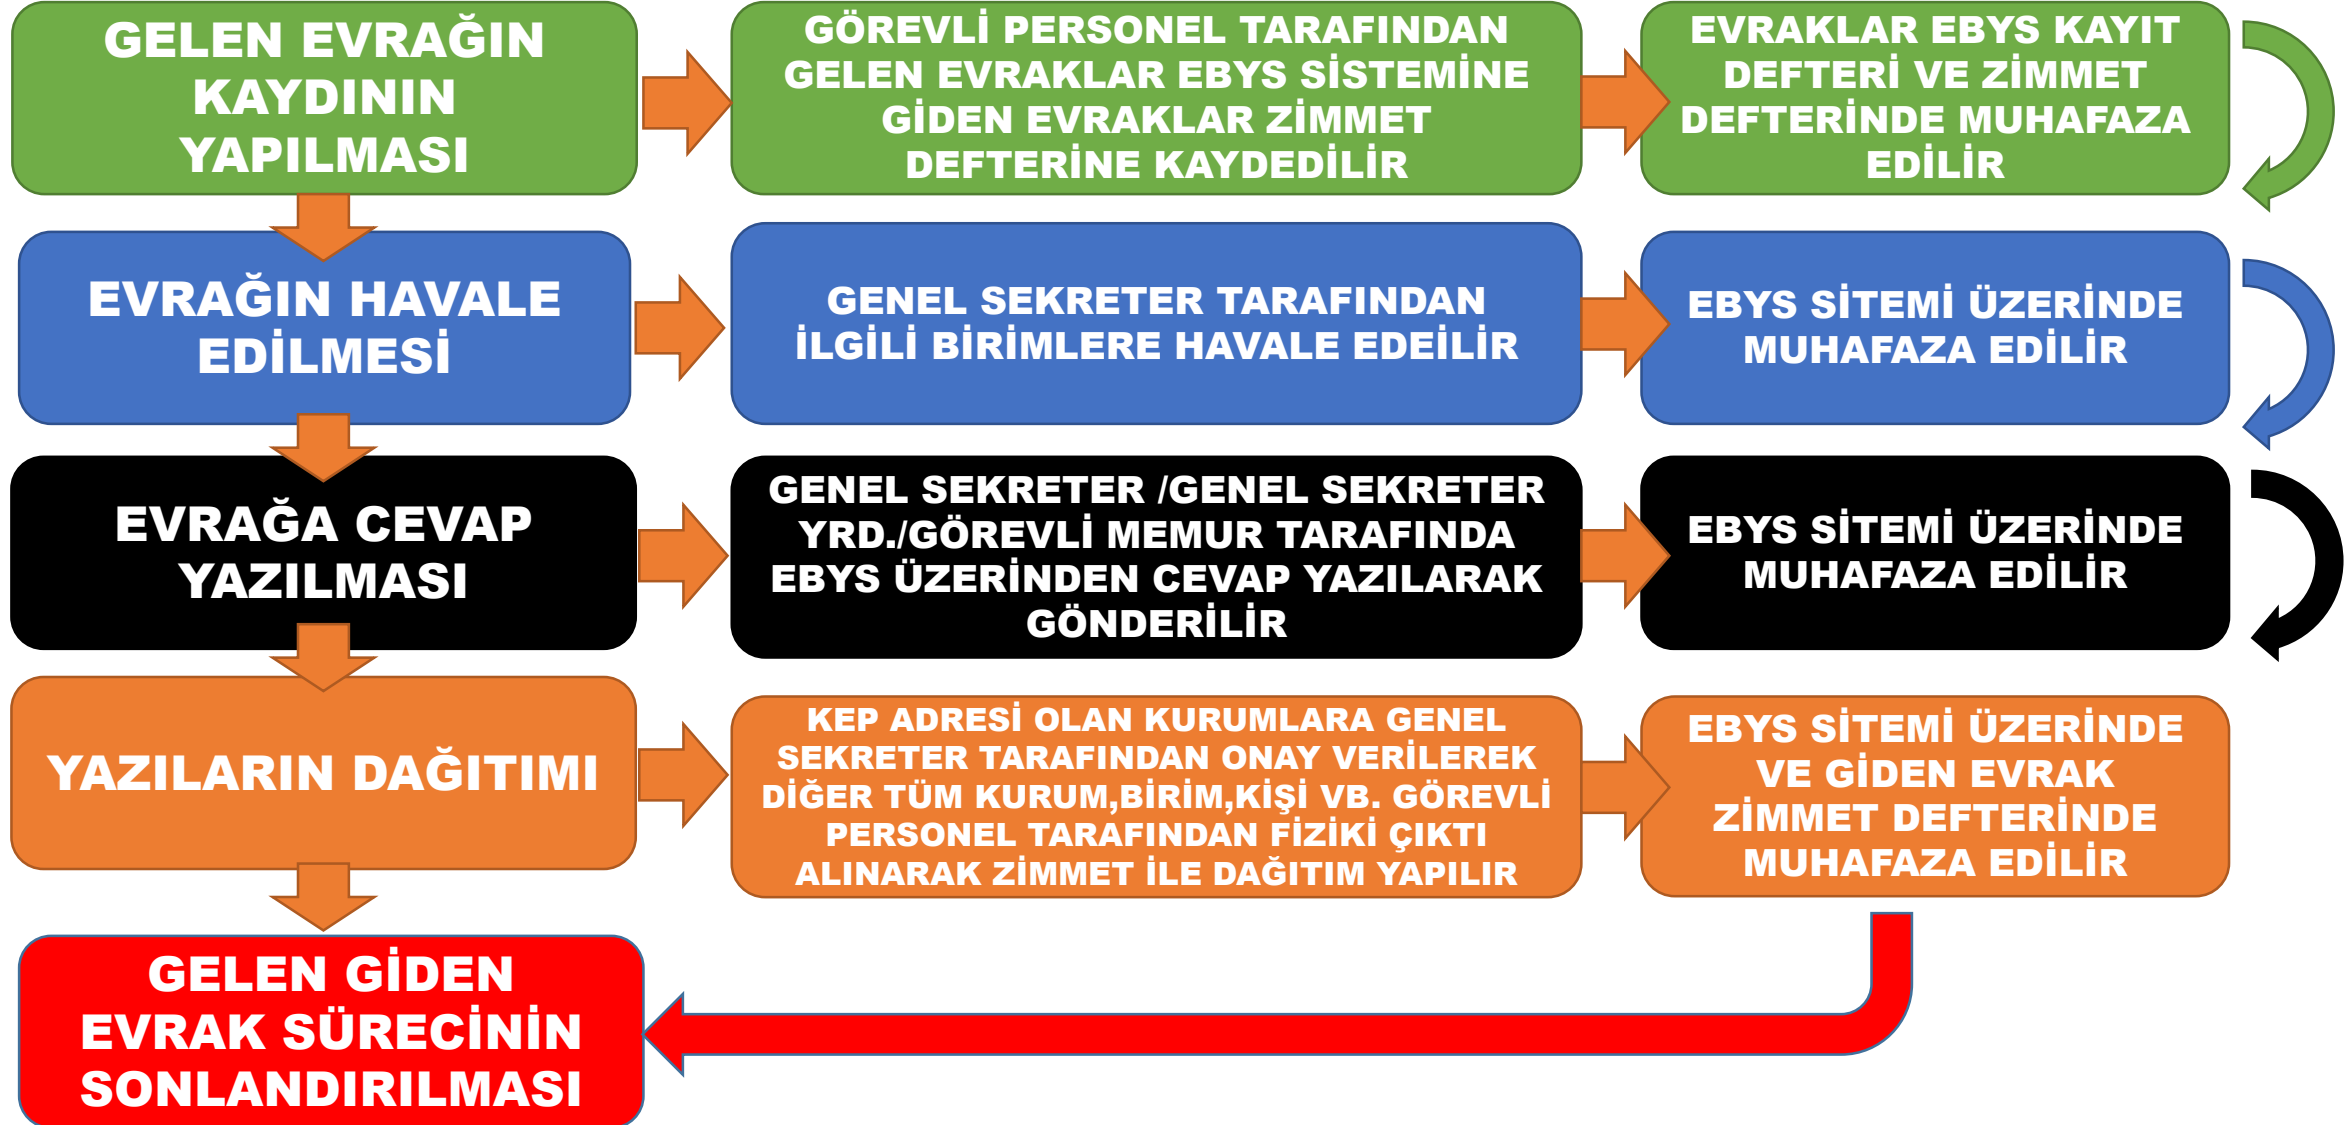 GELEN EVRAĞIN
KAYDININ
YAPILMASI
GÖREVLİ PERSONEL TARAFINDAN
GELEN EVRAKLAR EBYS SİSTEMİNE
GİDEN EVRAKLAR ZİMMET
DEFTERİNE KAYDEDİLİR
EVRAKLAR EBYS KAYIT
DEFTERİ VE ZİMMET
DEFTERİNDE MUHAFAZA
EDİLİR
EVRAĞIN HAVALE
EDİLMESİ
GENEL SEKRETER TARAFINDAN
İLGİLİ BİRİMLERE HAVALE EDEİLİR
EBYS SİTEMİ ÜZERİNDE
MUHAFAZA EDİLİR
EVRAĞA CEVAP
YAZILMASI
GENEL SEKRETER /GENEL SEKRETER
YRD./GÖREVLİ MEMUR TARAFINDA
EBYS ÜZERİNDEN CEVAP YAZILARAK
GÖNDERİLİR
EBYS SİTEMİ ÜZERİNDE
MUHAFAZA EDİLİR
YAZILARIN DAĞITIMI
KEP ADRESİ OLAN KURUMLARA GENEL
SEKRETER TARAFINDAN ONAY VERİLEREK
DİĞER TÜM KURUM,BİRİM,KİŞİ VB. GÖREVLİ
PERSONEL TARAFINDAN FİZİKİ ÇIKTI
ALINARAK ZİMMET İLE DAĞITIM YAPILIR
EBYS SİTEMİ ÜZERİNDE
VE GİDEN EVRAK
ZİMMET DEFTERİNDE
MUHAFAZA EDİLİR
GELEN GİDEN
EVRAK SÜRECİNİN
SONLANDIRILMASI